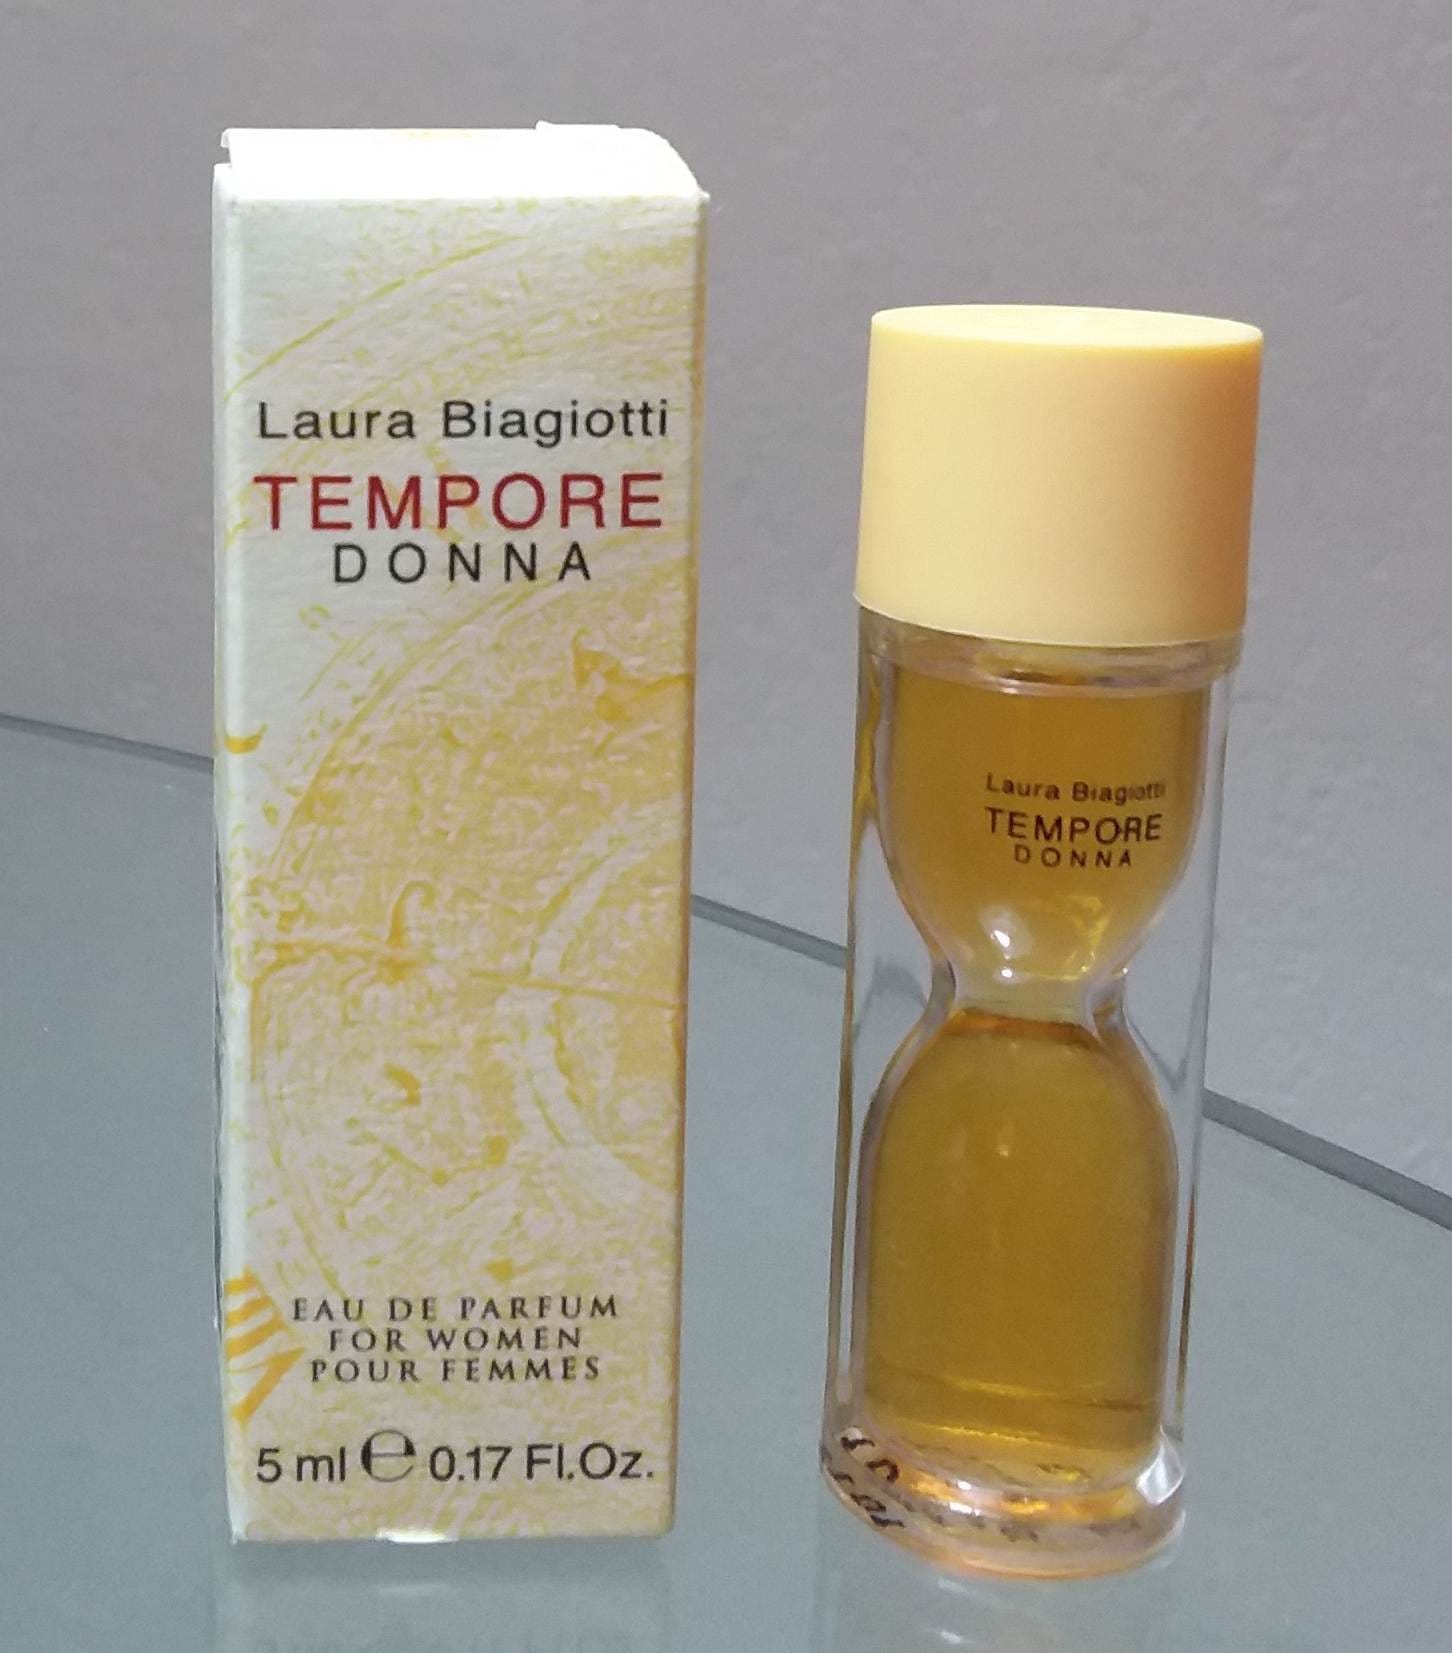 Laura Biagiotti
TEMPORE
DONNA
EAU DE PARFUM
FOR WOMEN
POUR FEMMES
5 ml ℮ 0.17 Fl.Oz.
Laura Biagiotti
TEMPORE
DONNA